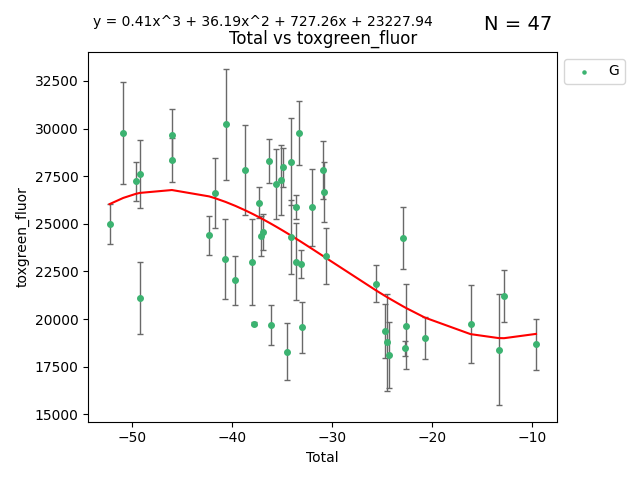 y = 0.41x^3 + 36.19x^2 + 727.26x + 23227.94
N = 47
Total vs toxgreen_fluor
G
32500
30000
27500
25000
22500
20000
17500
15000
toxgreen_fluor
−50
−40
−30
−20
−10
Total